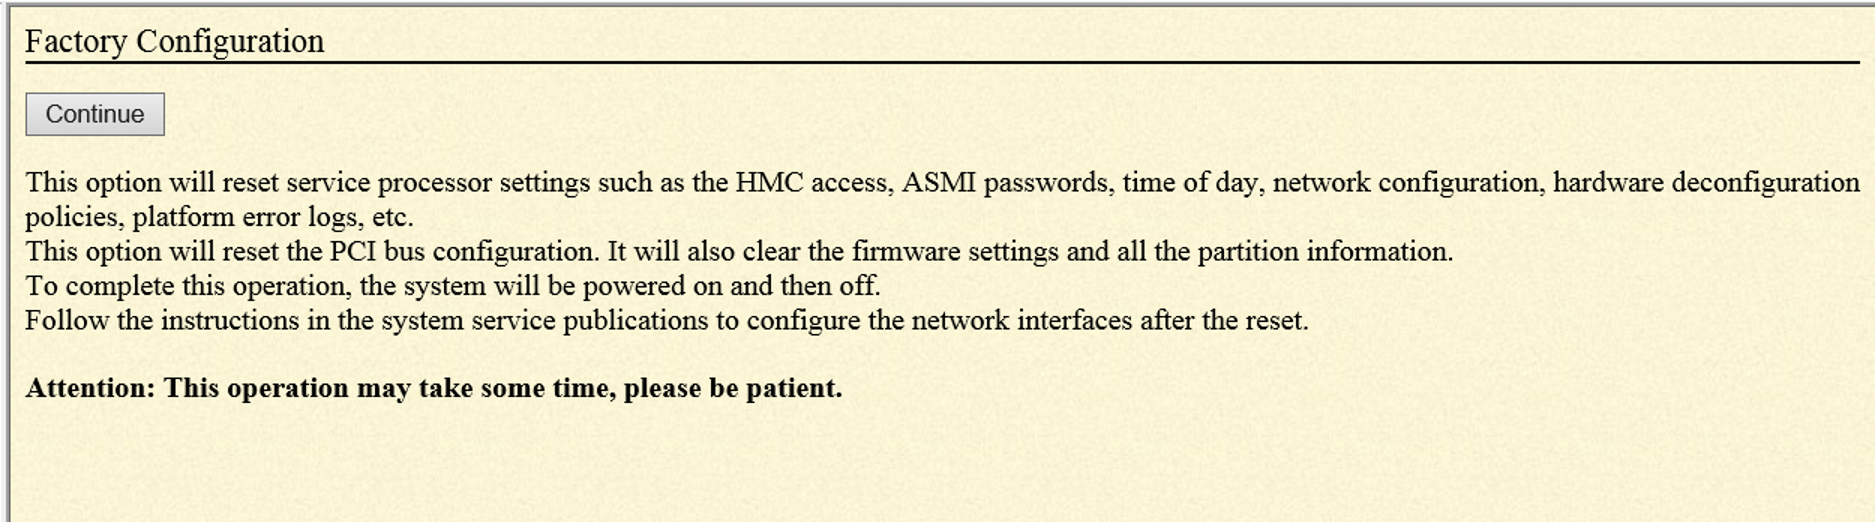 Factory Configuration
Continue
This option will reset service processor settings such as the HMC access, ASMI passwords, time of day, network configuration, hardware deconfiguration
policies, platform error logs, etc.
This option will reset the PCI bus configuration. It will also clear the firmware settings and all the partition information.
To complete this operation, the system will be powered on and then off.
Follow the instructions in the system service publications to configure the network interfaces after the reset.
Attention: This operation may take some time, please be patient.